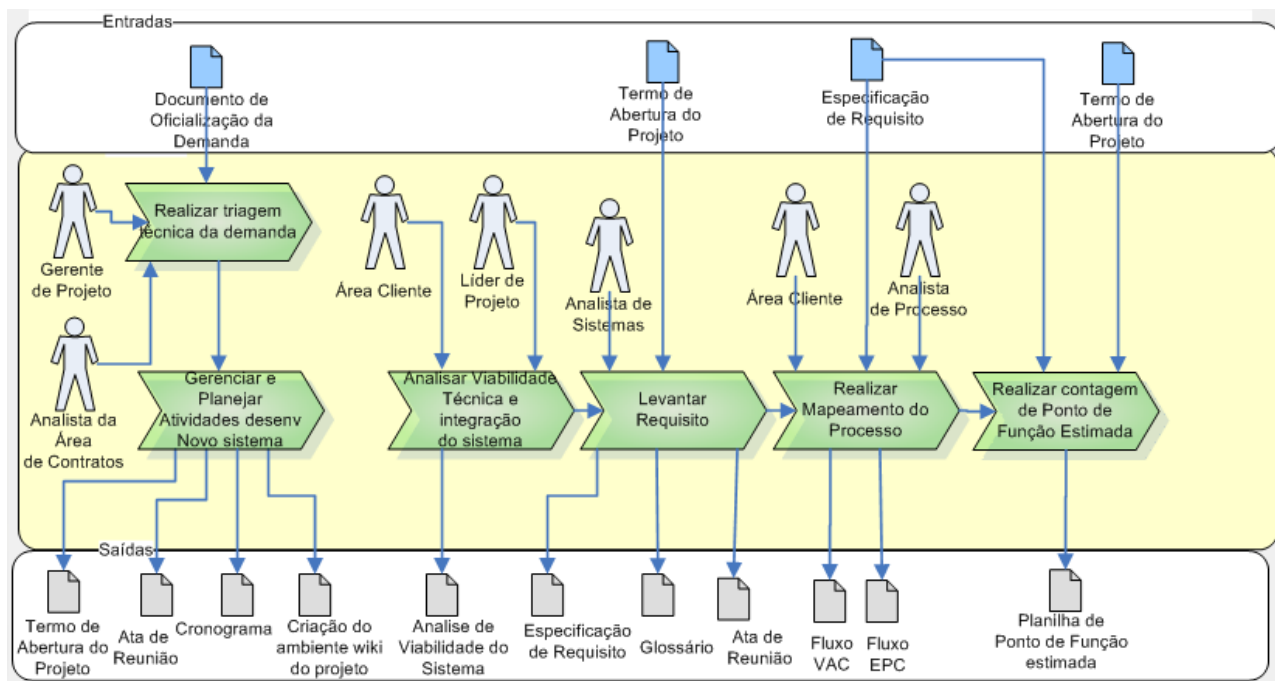 Entradas
Documento de
Oficialização da
Demanda
Termo de
Abertura do
Projeto
Especificação
de Requisito
Termo de
Abertura do
Projeto
Gerente
de Projeto
Realizar triagem
técnica da demanda
Área Cliente
Líder de
Projeto
Analista de
Sistemas
Área Cliente
Analista
de Processo
Analista da
Área
de Contratos
Gerenciar e
Planejar
Atividades desenv
Novo sistema
Analisar Viabilidade
Técnica e
integração
do sistema
Levantar
Requisito
Realizar
Mapeamento do
Processo
Realizar contagem
de Ponto de
Função Estimada
Saídas
Termo de
Abertura do
Projeto
Ata de
Reunião
Cronograma
Criação do
ambiente wiki
do projeto
Analise de
Viabilidade do
Sistema
Especificação
de Requisito
Glossário
Ata de
Reunião
Fluxo
VAC
Fluxo
EPC
Planilha de
Ponto de Função
estimada